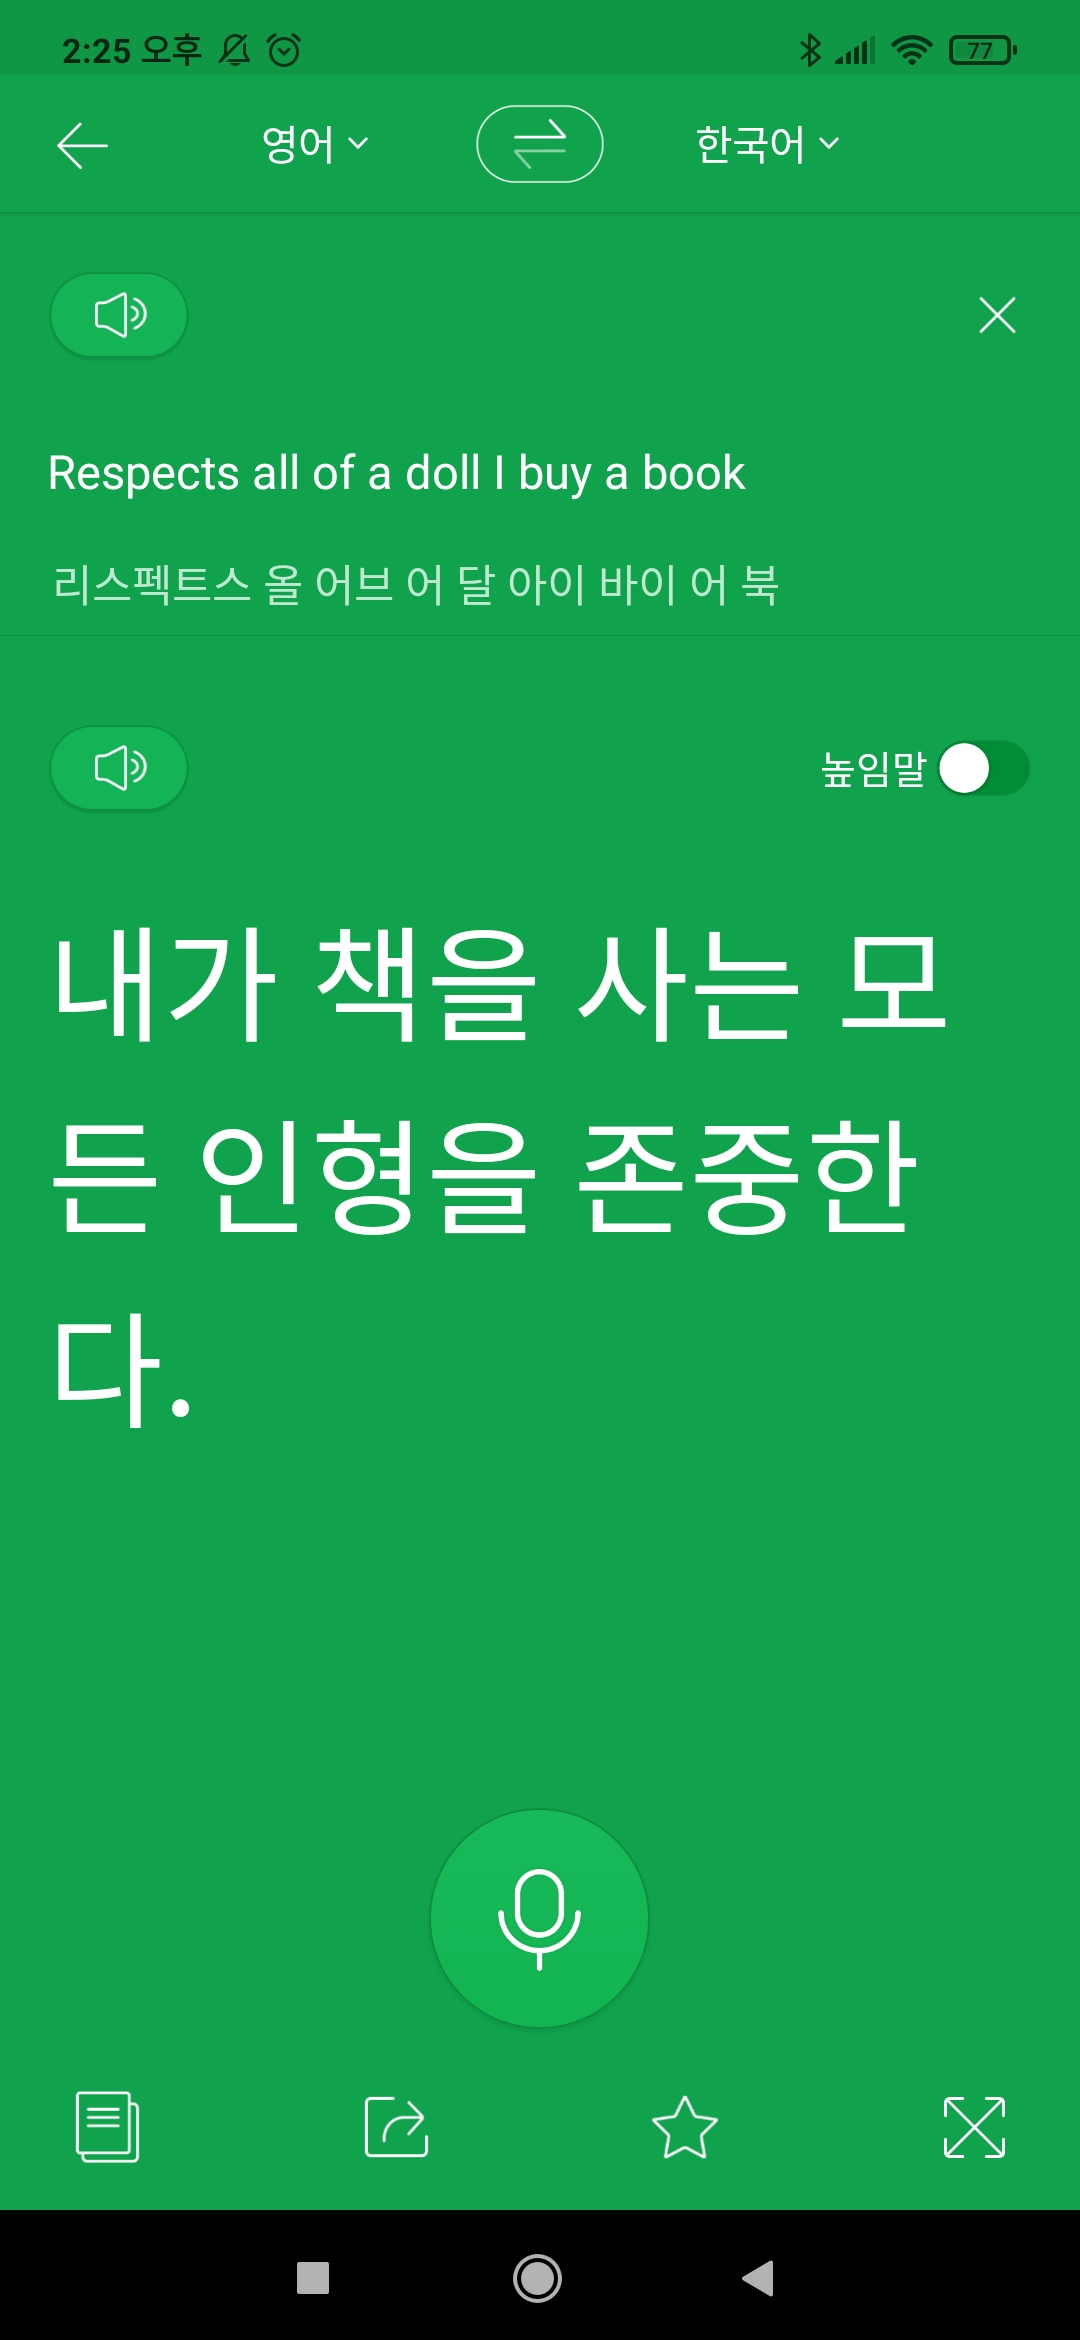 2:25 오후
77
영어
한국어
Respects all of a doll I buy a book
리스펙트스 올 어브 어 달 아이 바이 어 북
높임말
내가 책을 사는 모
든 인형을 존중한
다.